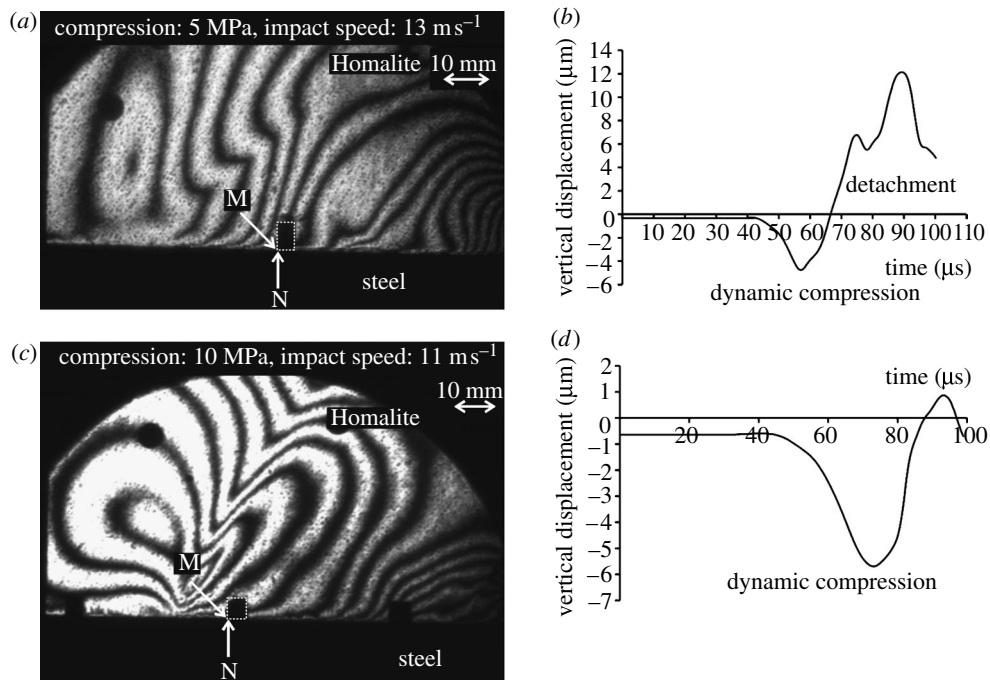 (a)
compression: 5 MPa, impact speed: 13 m s⁻¹
Homalite
10 mm
M
N
steel
(b)
vertical displacement (μm)
14
12
10
8
6
4
2
0
−2
−4
−6
10 20 30 40 50 60 70 80 90 100 110
detachment
time (μs)
dynamic compression
(c)
compression: 10 MPa, impact speed: 11 m s⁻¹
10 mm
Homalite
M
N
steel
(d)
vertical displacement (μm)
2
1
0
−1
−2
−3
−4
−5
−6
−7
time (μs)
20 40 60 80 100
dynamic compression